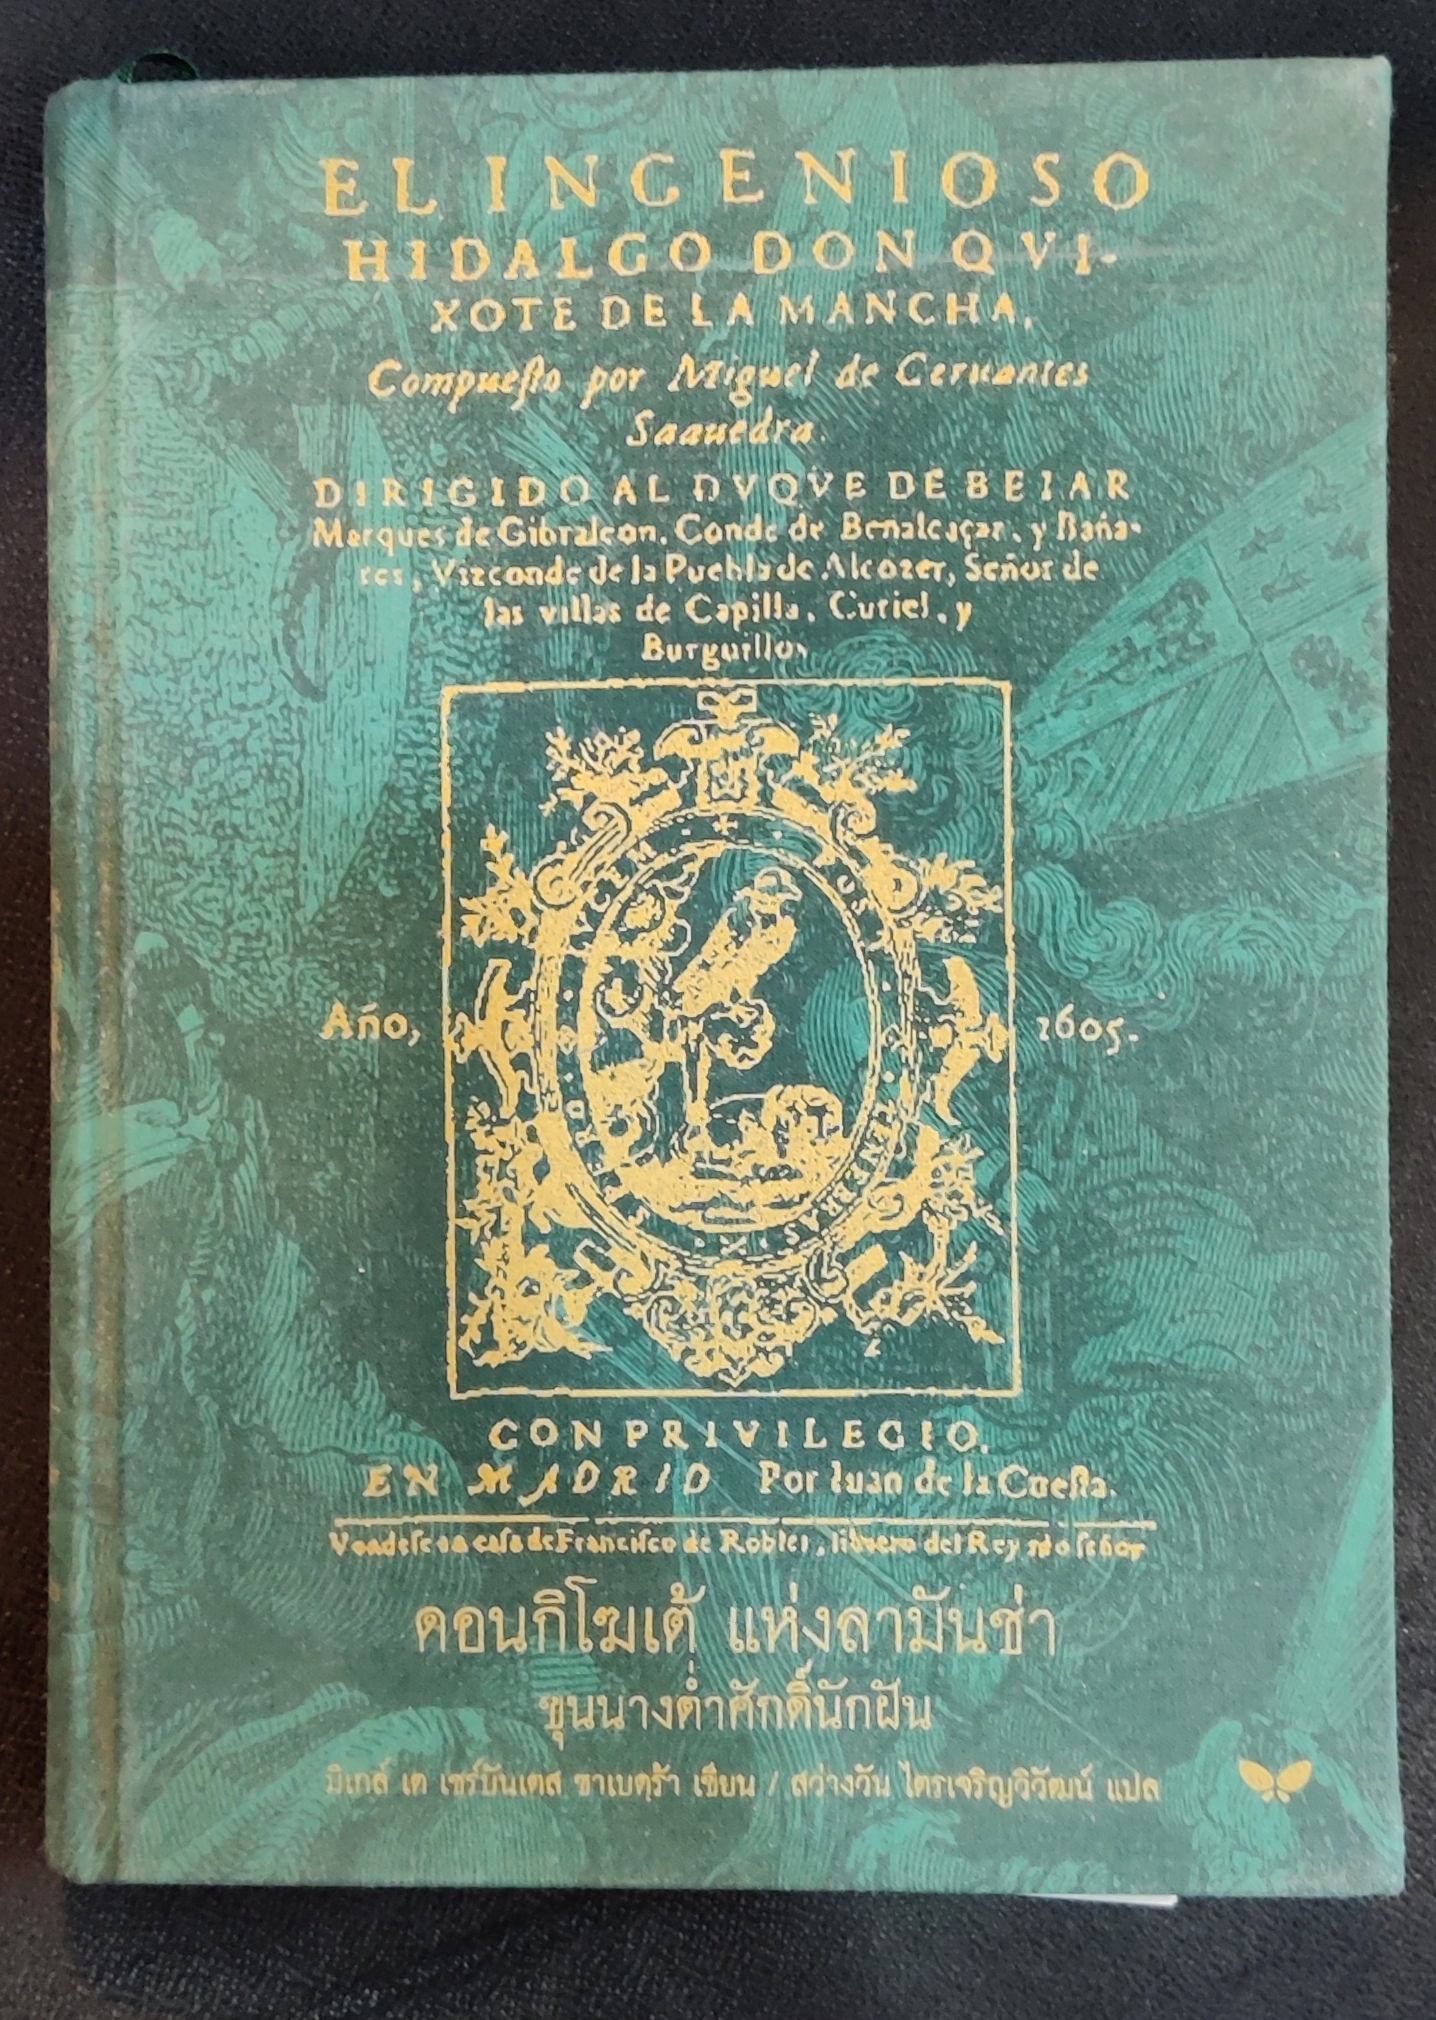 EL INGENIOSO
HIDALGO DON QVI-
XOTE DE LA MANCHA,
Compuesto por Miguel de Ceruantes
Saauedra.
DIRIGIDO AL DVQVE DE BEIAR
Marques de Gibraleon, Conde de Benalcaçar, y Baña-
res, Vizconde de la Puebla de Alcozer, Señor de
las villas de Capilla, Curiel, y
Burguillos
Año, 1605.
TENEBRAS
CON PRIVILEGIO,
EN MADRID Por Iuan de la Cuesta.
Vendese en casa de Francisco de Robles, librero del Rey nro señor
ดอนกิโฆเต้ แห่งลามันช่า
ขุนนางต่ำศักดิ์นักฝัน
มิเกล์ เด เซร์บันเตส ซาเบดฺร้า เขียน / สว่างวัน ไตรเจริญวิวัฒน์ แปล